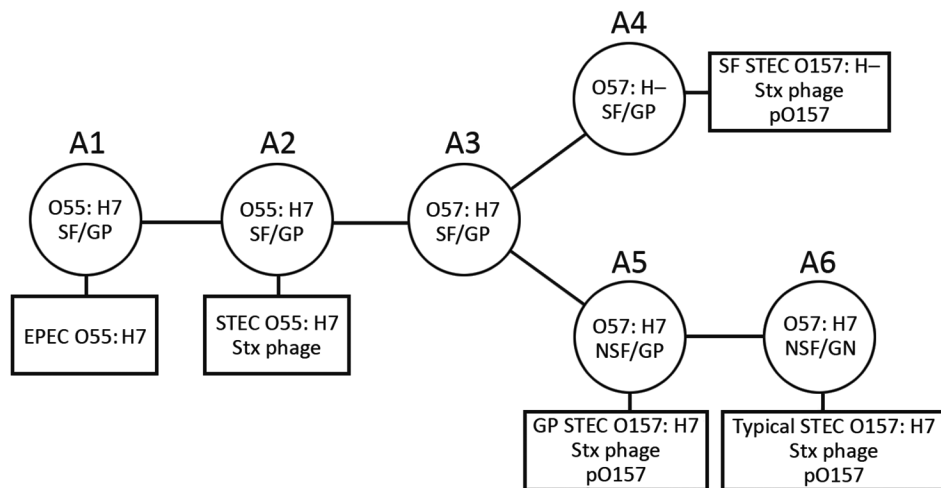 A1
O55: H7
SF/GP
EPEC O55: H7
A2
O55: H7
SF/GP
STEC O55: H7
Stx phage
A3
O57: H7
SF/GP
A4
O57: H–
SF/GP
SF STEC O157: H–
Stx phage
pO157
A5
O57: H7
NSF/GP
GP STEC O157: H7
Stx phage
pO157
A6
O57: H7
NSF/GN
Typical STEC O157: H7
Stx phage
pO157